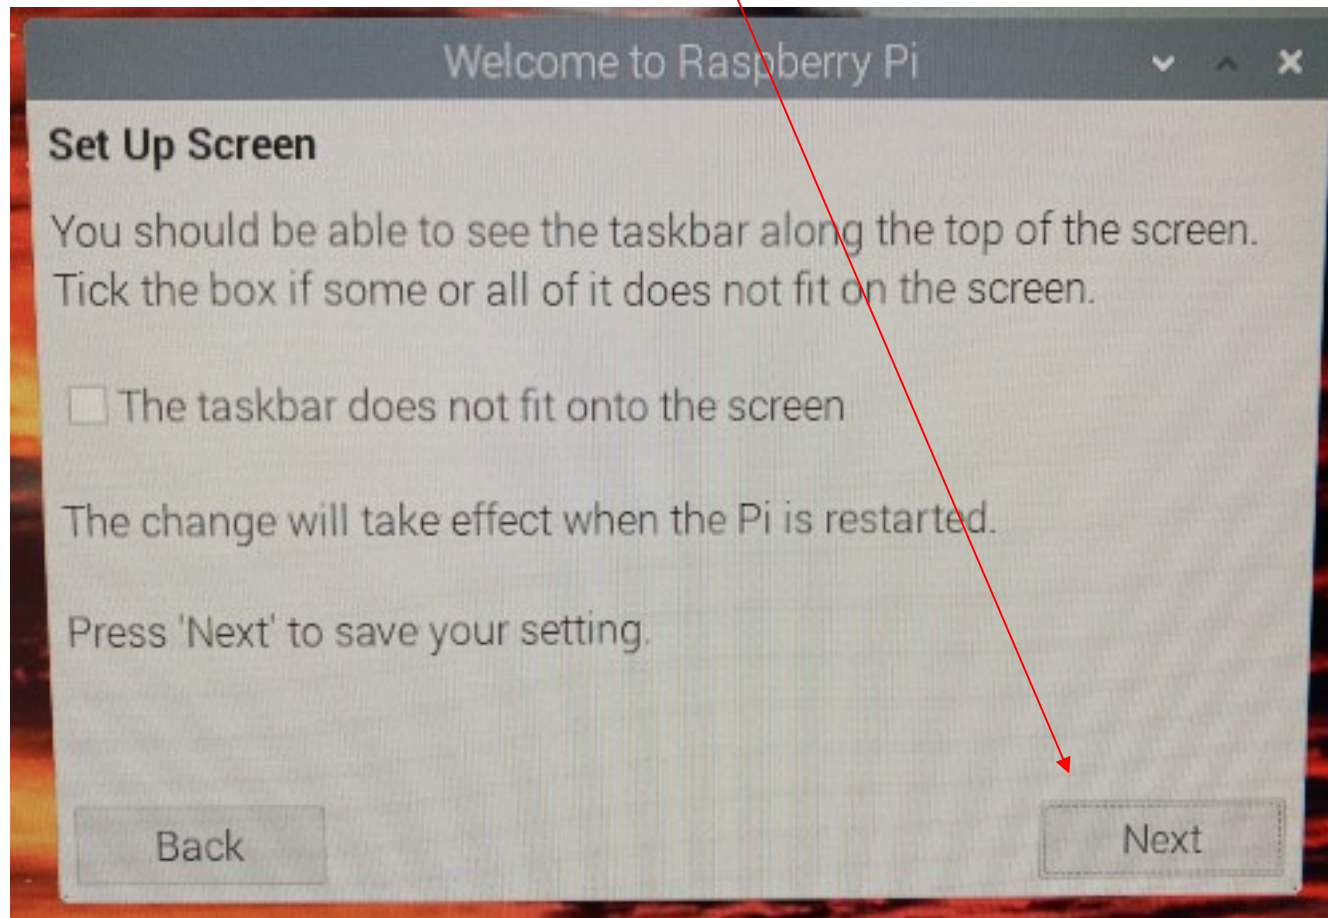 Welcome to Raspberry Pi
Set Up Screen
You should be able to see the taskbar along the top of the screen.
Tick the box if some or all of it does not fit on the screen.
The taskbar does not fit onto the screen
The change will take effect when the Pi is restarted.
Press 'Next' to save your setting.
Back
Next